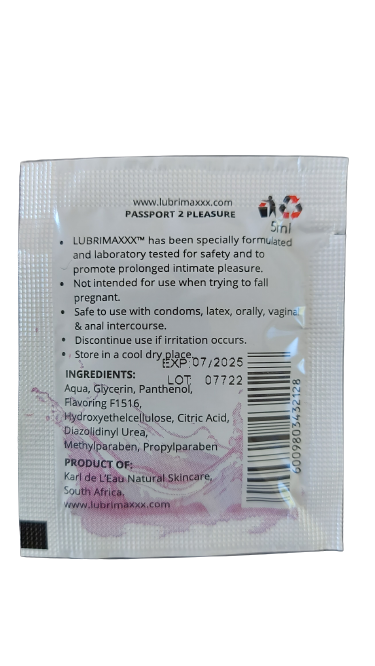 www.lubrimaxxx.com
PASSPORT 2 PLEASURE
5ml
• LUBRIMAXXX™ has been specially formulated
and laboratory tested for safety and to
promote prolonged intimate pleasure.
• Not intended for use when trying to fall
pregnant.
• Safe to use with condoms, latex, orally, vaginal
& anal intercourse.
• Discontinue use if irritation occurs.
• Store in a cool dry place.
EXP:07/2025
LOT 07722
INGREDIENTS:
Aqua, Glycerin, Panthenol,
Flavoring F1516,
Hydroxyethelcellulose, Citric Acid,
Diazolidinyl Urea,
Methylparaben, Propylparaben
PRODUCT OF:
Karl de L'Eau Natural Skincare,
South Africa.
www.lubrimaxxx.com
6009803432128